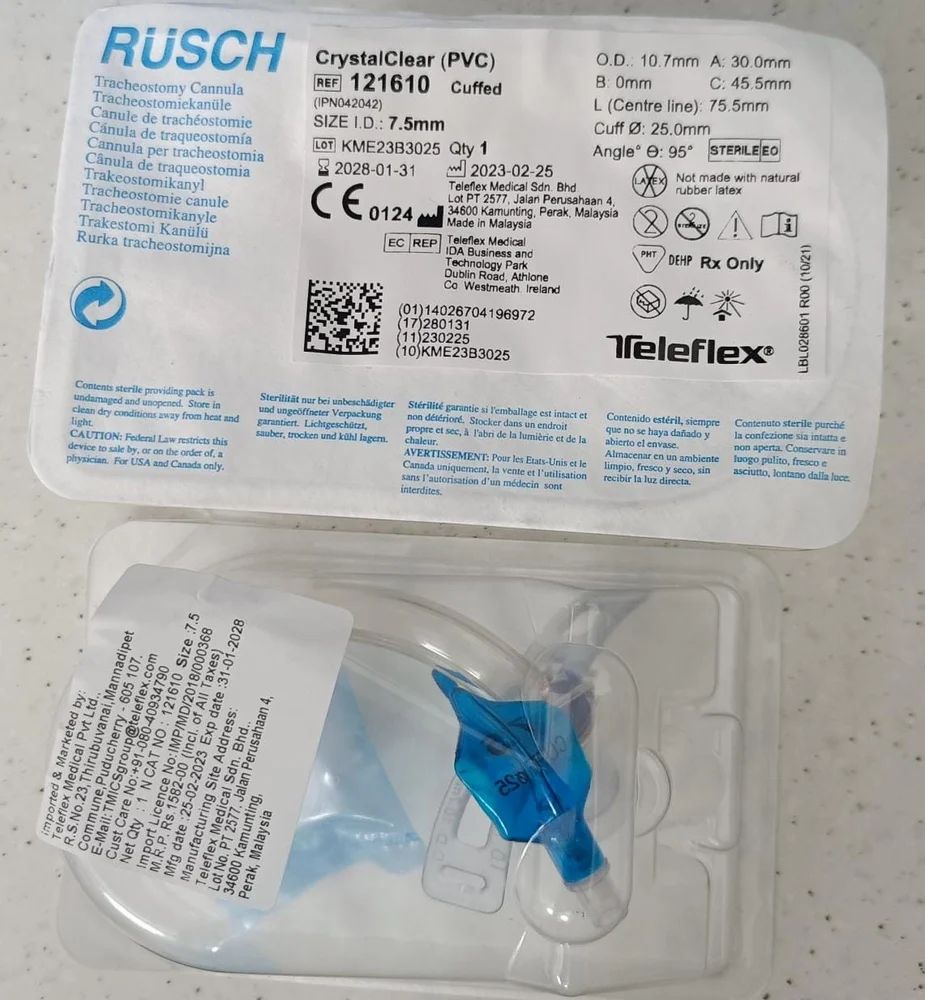 RÜSCH
Tracheostomy Cannula
Tracheostomiekanüle
Canule de trachéostomie
Cánula de traqueostomía
Cannula per tracheostomia
Cânula de traqueostomia
Trakeostomikanyl
Tracheostomie canule
Tracheostomikanyle
Trakestomi Kanülü
Rurka tracheostomijna
CrystalClear (PVC)
REF 121610 Cuffed
(IPN042042)
SIZE I.D.: 7.5mm
LOT KME23B3025 Qty 1
2028-01-31 2023-02-25
CE 0124
Teleflex Medical Sdn. Bhd
Lot PT 2577, Jalan Perusahaan 4,
34600 Kamunting, Perak, Malaysia
Made in Malaysia
EC REP Teleflex Medical
IDA Business and
Technology Park
Dublin Road, Athlone
Co Westmeath Ireland
(01)14026704196972
(17)280131
(11)230225
(10)KME23B3025
O.D.: 10.7mm A: 30.0mm
B: 0mm C: 45.5mm
L (Centre line): 75.5mm
Cuff Ø: 25.0mm
Angle° Θ: 95° STERILE EO
LATEX Not made with natural
rubber latex
PHT DEHP Rx Only
Teleflex®
LBL028601 R00 (10/21)
Contents sterile providing pack is
undamaged and unopened. Store in
clean dry conditions away from heat and
light.
CAUTION: Federal Law restricts this
device to sale by, or on the order of, a
physician. For USA and Canada only.
Sterilität nur bei unbeschädigter
und ungeöffneter Verpackung
garantiert. Lichtgeschützt,
sauber, trocken und kühl lagern.
Stérilité garantie si l'emballage est intact et
non détérioré. Stocker dans un endroit
propre et sec, à l'abri de la lumière et de la
chaleur.
AVERTISSEMENT: Pour les Etats-Unis et le
Canada uniquement, la vente et l'utilisation
sans l'autorisation d'un médecin sont
interdites.
Contenido estéril, siempre
que no se haya dañado y
abierto el envase.
Almacenar en un ambiente
limpio, fresco y seco, sin
recibir la luz directa.
Contenuto sterile purché
la confezione sia intatta e
non aperta. Conservare in
luogo pulito, fresco e
asciutto, lontano dalla luce.
Imported & Marketed by:
Teleflex Medical Pvt Ltd.,
R.S.No.23,Thirubuvanai,Mannadipet
Commune,Puducherry - 605 107.
E-Mail:TMICSgroup@teleflex.com
Cust Care No:+91-080-40934790
Net Qty : 1 N CAT NO : 121610 Size :7.5
Import Licence No:IMP/MD/2018/000368
M.R.P: Rs.1582-00 (Incl. of All Taxes)
Mfg date :25-02-2023 Exp date :31-01-2028
Manufacturing Site Address:
Teleflex Medical Sdn. Bhd.,
Lot No. PT 2577, Jalan Perusahaan 4,
34600 Kamunting,
Perak, Malaysia